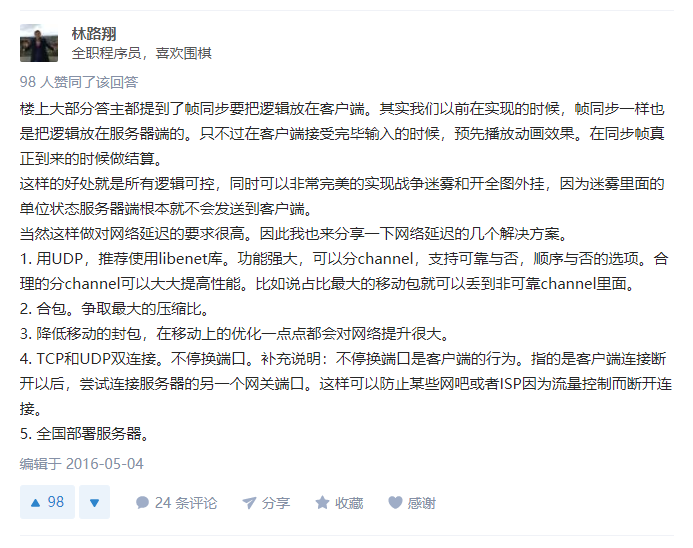 林路翔
全职程序员，喜欢围棋
98 人赞同了该回答
楼上大部分答主都提到了帧同步要把逻辑放在客户端。其实我们以前在实现的时候，帧同步一样也
是把逻辑放在服务器端的。只不过在客户端接受完毕输入的时候，预先播放动画效果。在同步帧真
正到来的时候做结算。
这样的好处就是所有逻辑可控，同时可以非常完美的实现战争迷雾和开全图外挂，因为迷雾里面的
单位状态服务器端根本就不会发送到客户端。
当然这样做对网络延迟的要求很高。因此我也来分享一下网络延迟的几个解决方案。
1. 用UDP，推荐使用libenet库。功能强大，可以分channel，支持可靠与否，顺序与否的选项。合
理的分channel可以大大提高性能。比如说占比最大的移动包就可以丢到非可靠channel里面。
2. 合包。争取最大的压缩比。
3. 降低移动的封包，在移动上的优化一点点都会对网络提升很大。
4. TCP和UDP双连接。不停换端口。补充说明：不停换端口是客户端的行为。指的是客户端连接断
开以后，尝试连接服务器的另一个网关端口。这样可以防止某些网吧或者ISP因为流量控制而断开连
接。
5. 全国部署服务器。
编辑于 2016-05-04
98 24 条评论 分享 收藏 感谢